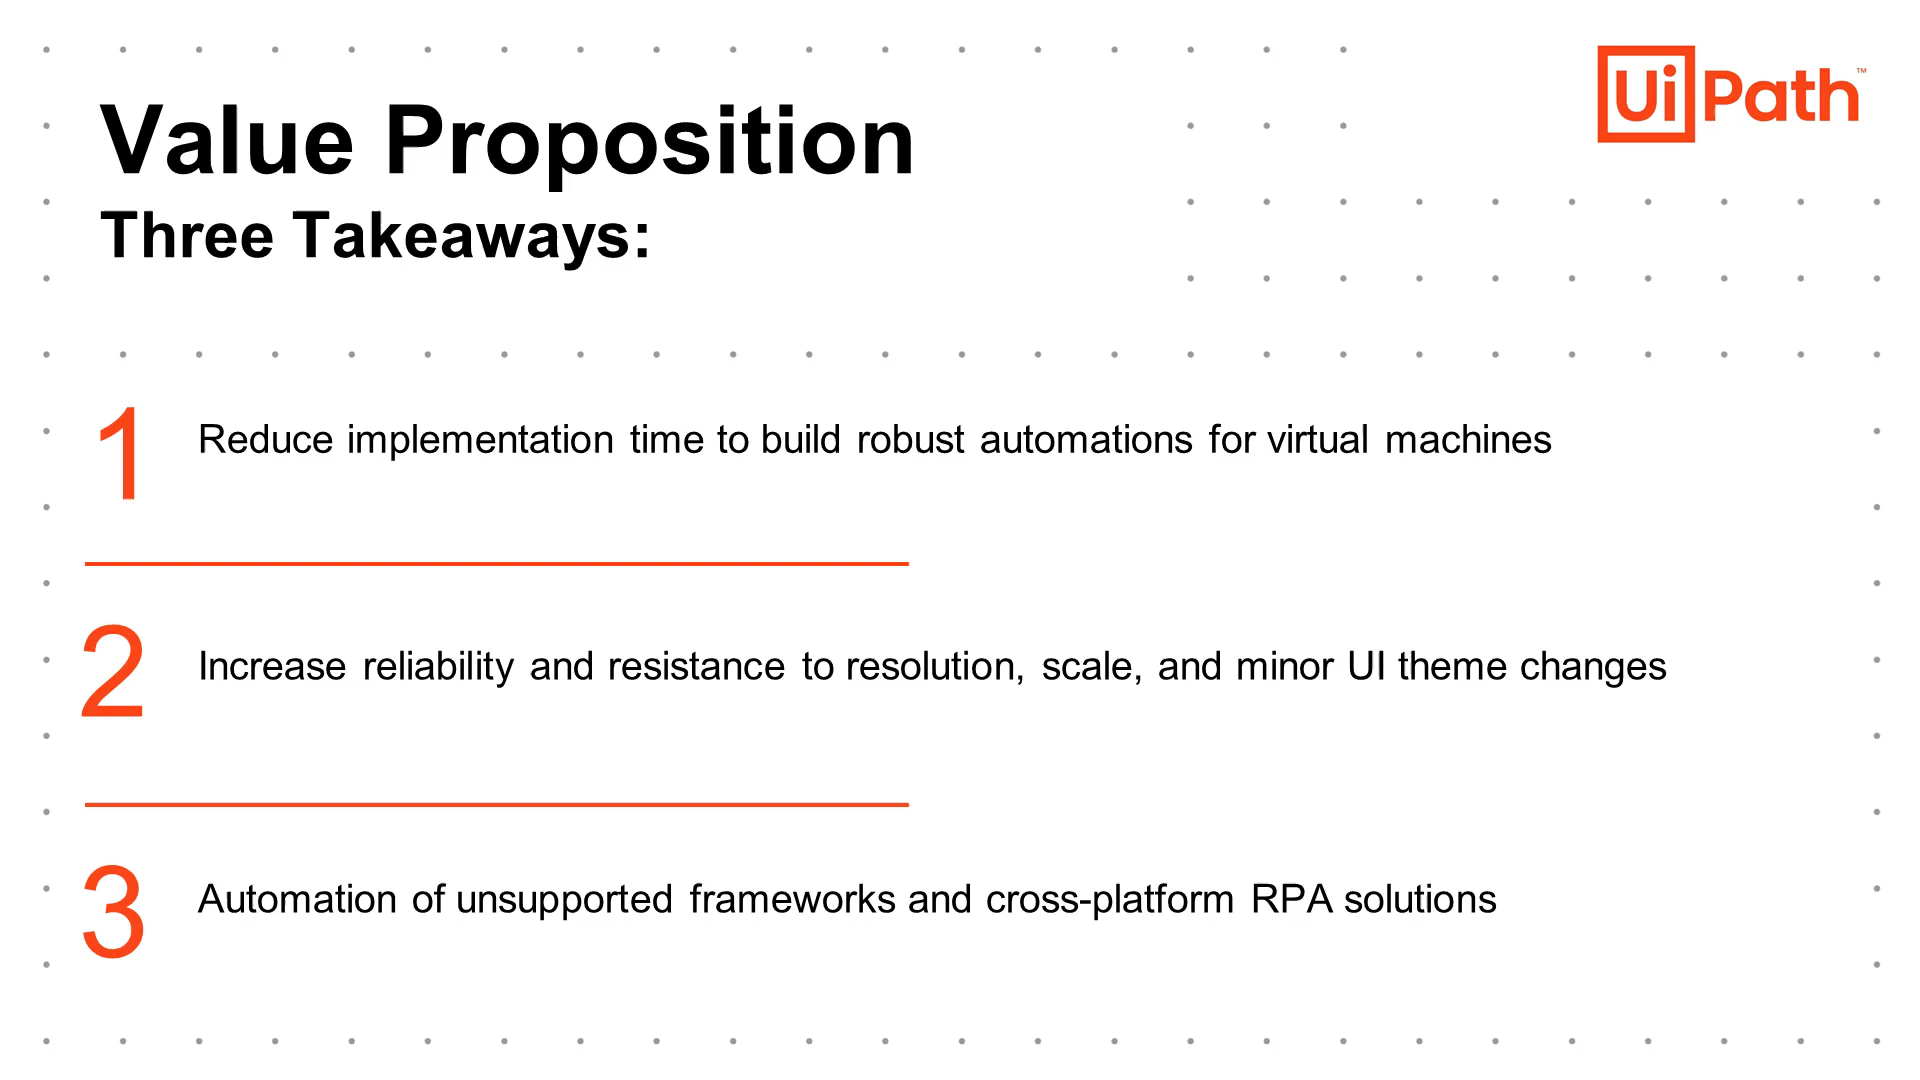 UiPath™
Value Proposition
Three Takeaways:
1
Reduce implementation time to build robust automations for virtual machines
2
Increase reliability and resistance to resolution, scale, and minor UI theme changes
3
Automation of unsupported frameworks and cross-platform RPA solutions